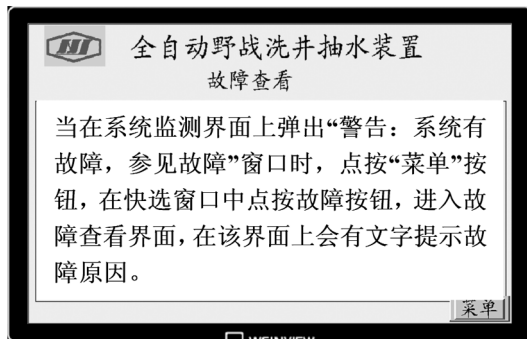 全自动野战洗井抽水装置
故障查看
当在系统监测界面上弹出“警告：系统有
故障，参见故障”窗口时，点按“菜单”按
钮，在快选窗口中点按故障按钮，进入故
障查看界面，在该界面上会有文字提示故
障原因。
菜单
WEINVIEW